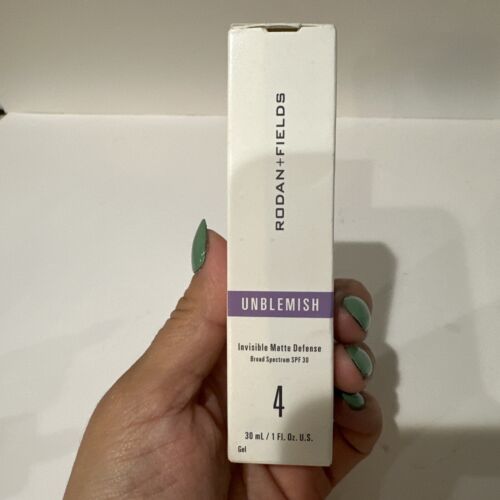 RODAN+FIELDS
UNBLEMISH
Invisible Matte Defense
Broad Spectrum SPF 30
4
30 mL / 1 Fl. Oz. U.S.
Gel